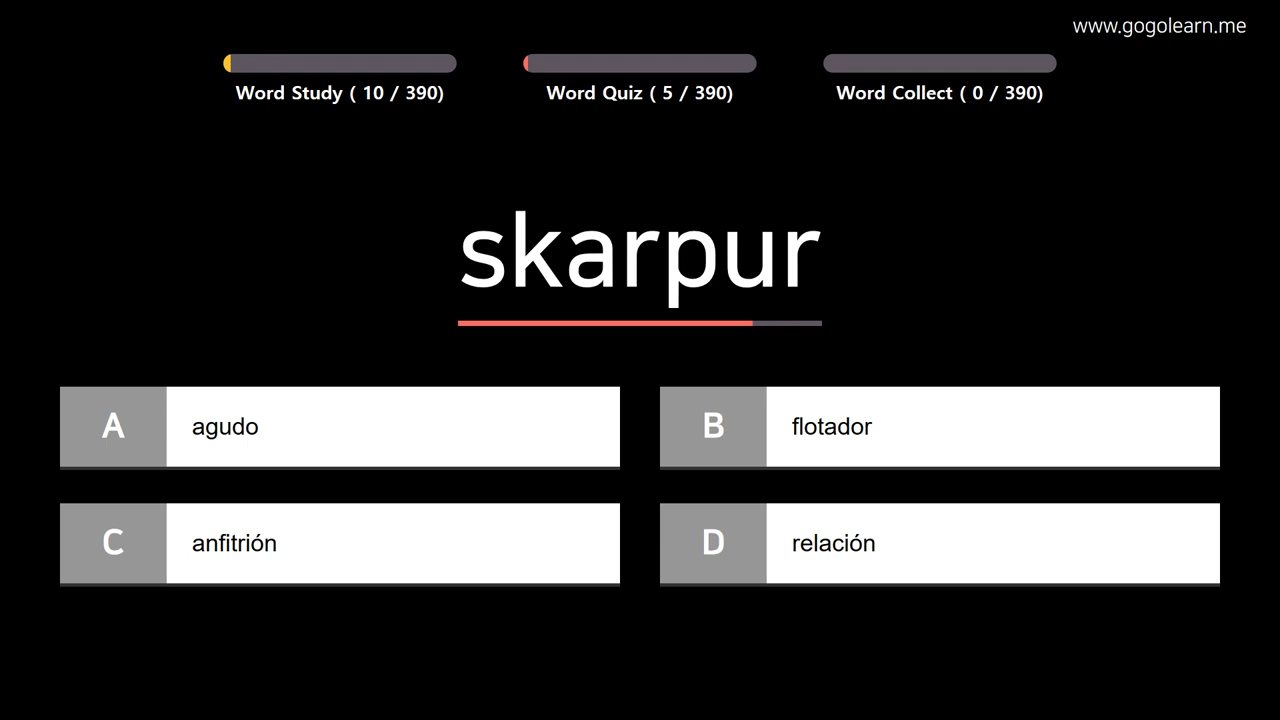 www.gogolearn.me
Word Study ( 10 / 390)
Word Quiz ( 5 / 390)
Word Collect ( 0 / 390)
skarpur
A agudo
B flotador
C anfitrión
D relación